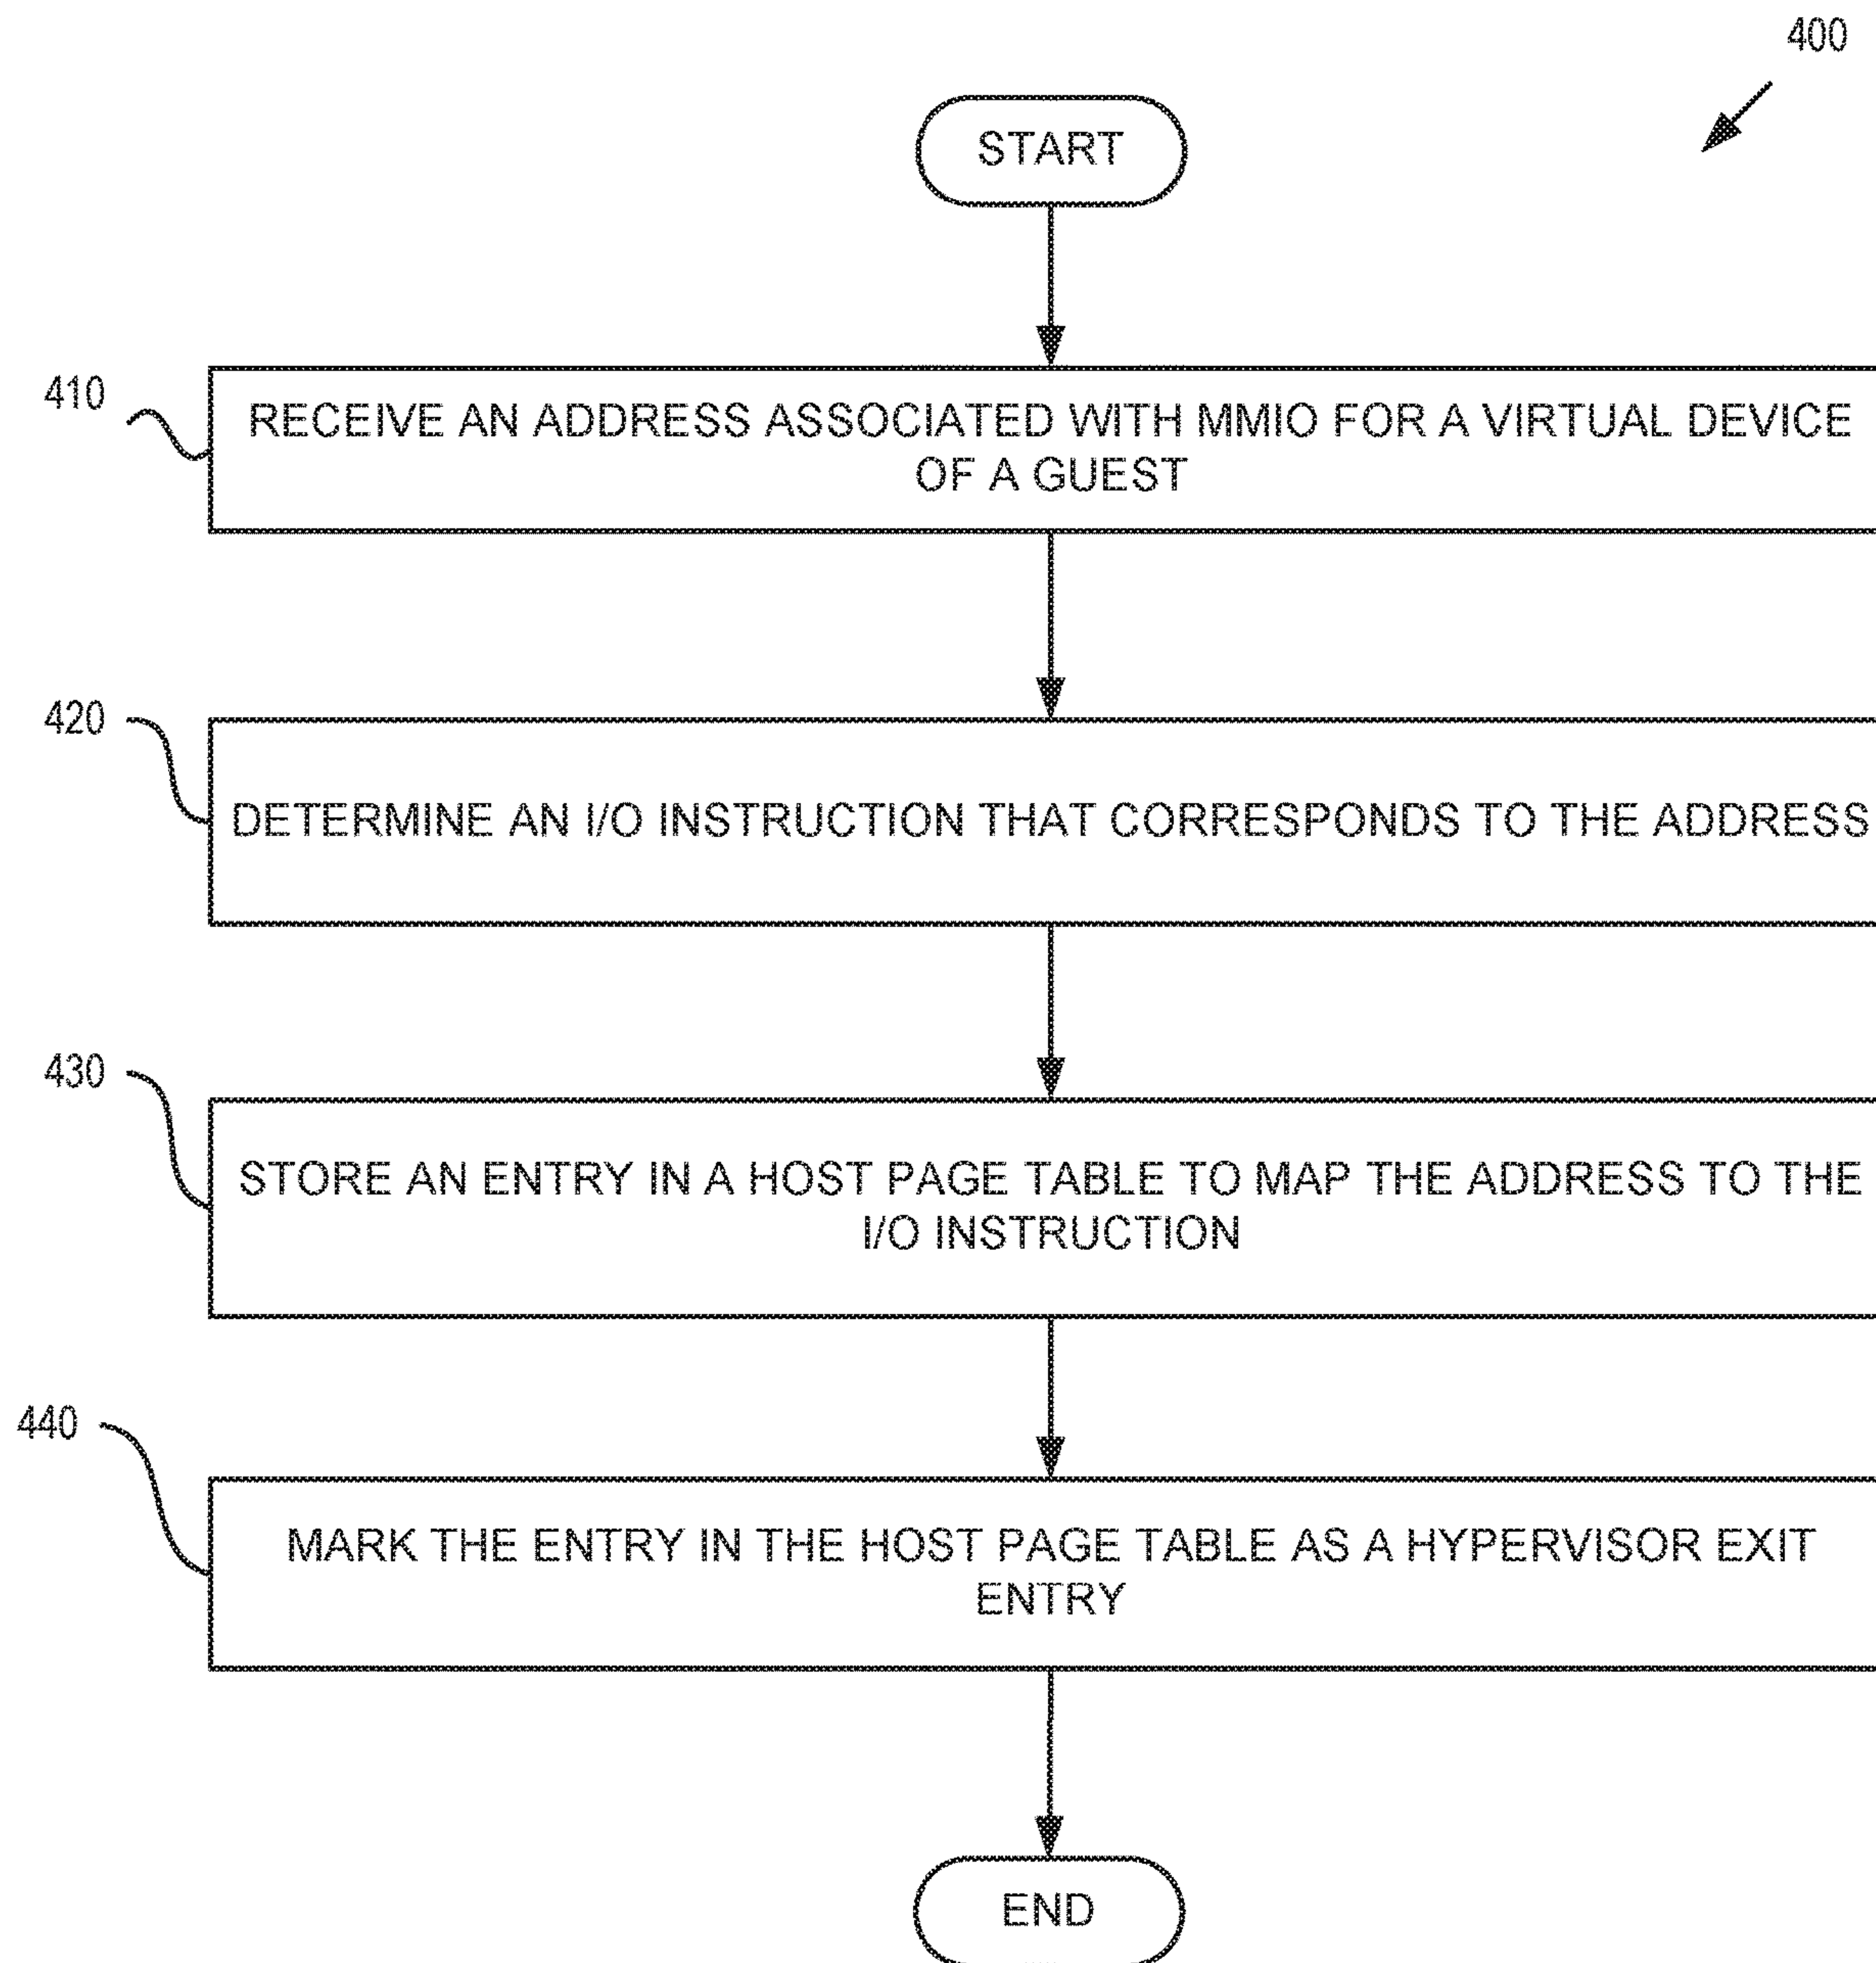 400
START
410
RECEIVE AN ADDRESS ASSOCIATED WITH MMIO FOR A VIRTUAL DEVICE
OF A GUEST
420
DETERMINE AN I/O INSTRUCTION THAT CORRESPONDS TO THE ADDRESS
430
STORE AN ENTRY IN A HOST PAGE TABLE TO MAP THE ADDRESS TO THE
I/O INSTRUCTION
440
MARK THE ENTRY IN THE HOST PAGE TABLE AS A HYPERVISOR EXIT
ENTRY
END